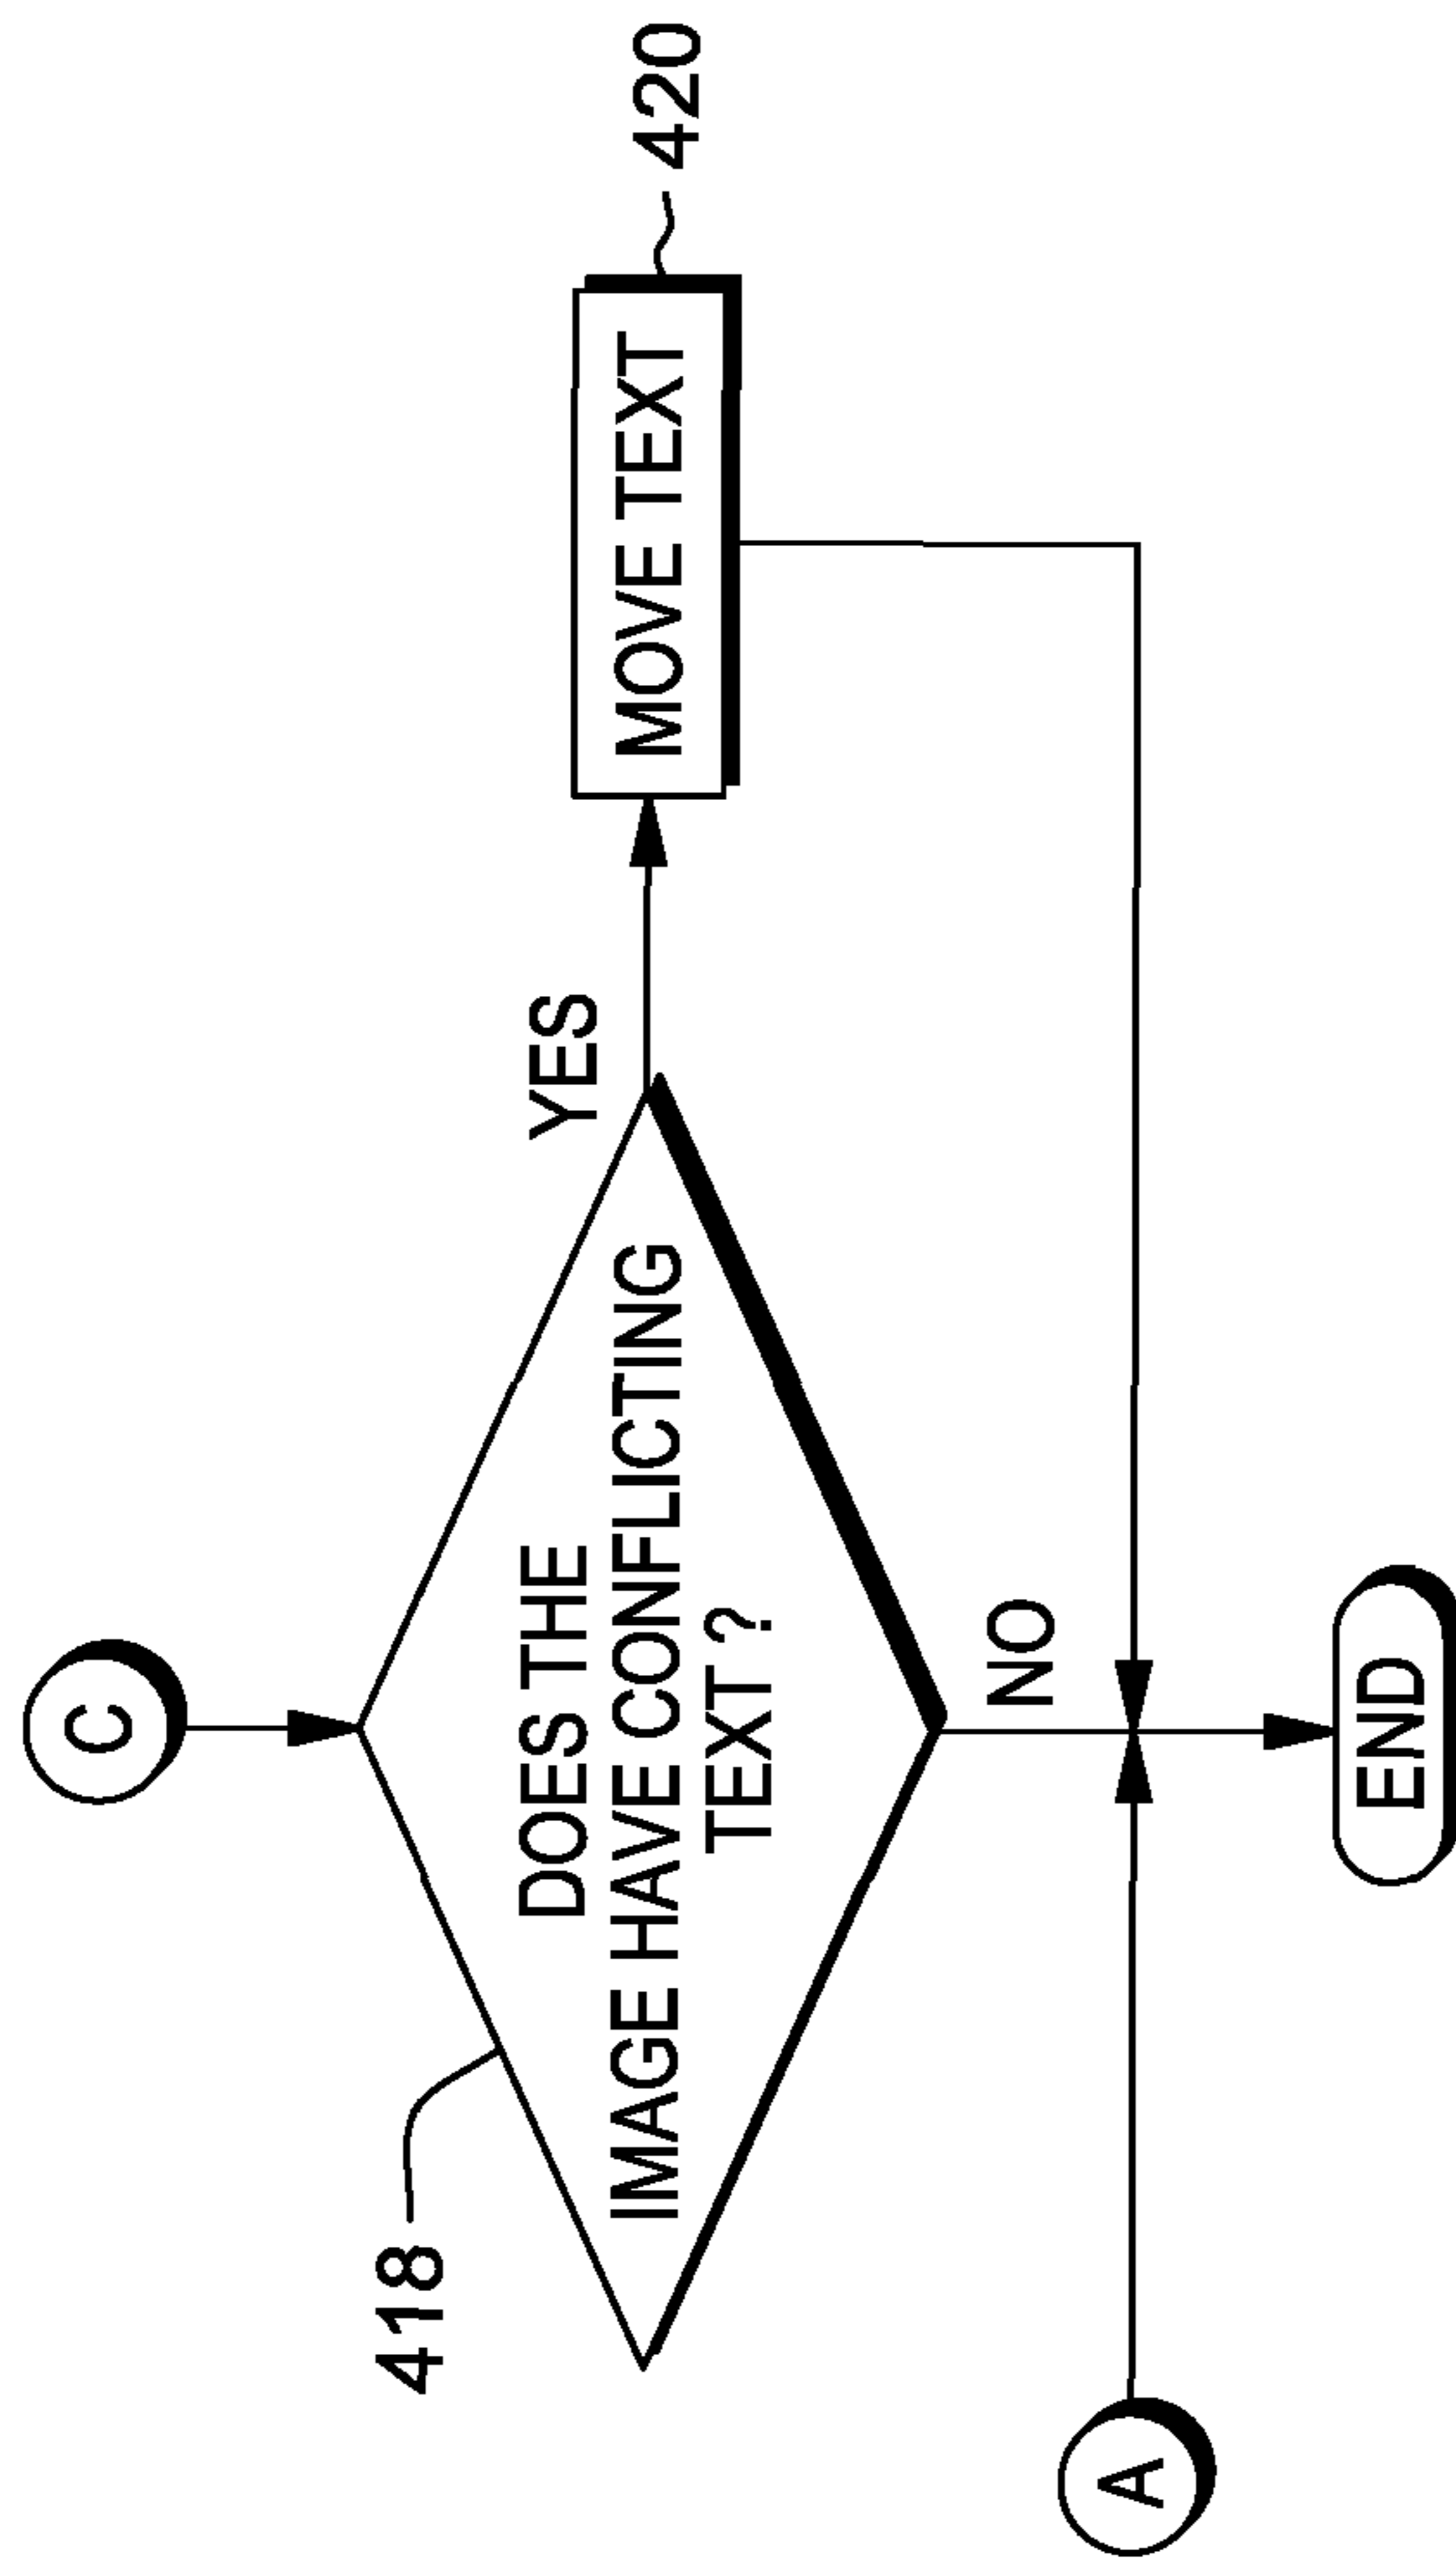 C
418
DOES THE
IMAGE HAVE CONFLICTING
TEXT ?
YES
MOVE TEXT
420
NO
A
END